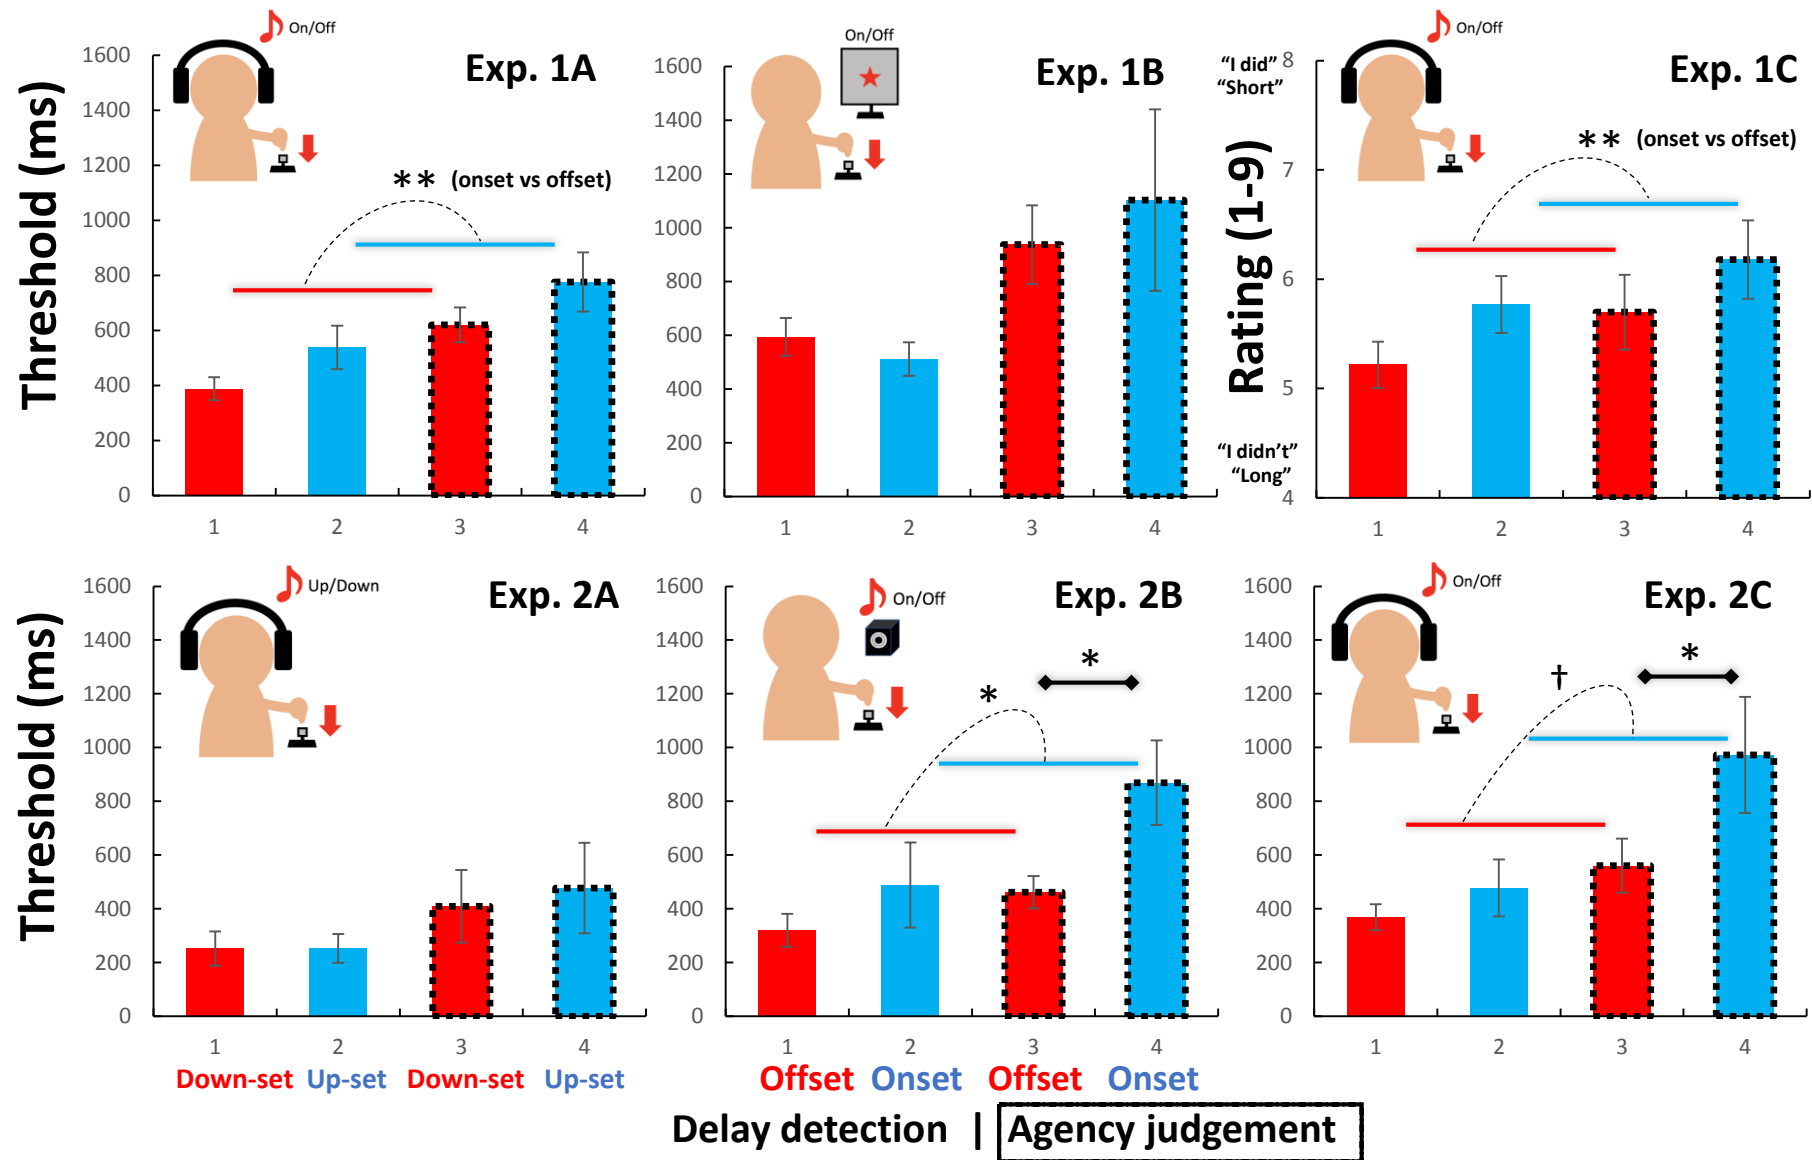 On/Off
Exp. 1A
Threshold (ms)
1600
1400
1200
1000
800
600
400
200
0
** (onset vs offset)
1 2 3 4
On/Off
Exp. 1B
1600
1400
1200
1000
800
600
400
200
0
1 2 3 4
On/Off
Exp. 1C
"I did"
"Short"
Rating (1-9)
8
7
6
5
4
** (onset vs offset)
"I didn't"
"Long"
1 2 3 4
Up/Down
Exp. 2A
Threshold (ms)
1600
1400
1200
1000
800
600
400
200
0
1 2 3 4
Down-set Up-set Down-set Up-set
On/Off
Exp. 2B
1600
1400
1200
1000
800
600
400
200
0
*
*
1 2 3 4
Offset Onset Offset Onset
On/Off
Exp. 2C
1600
1400
1200
1000
800
600
400
200
0
†
*
1 2 3 4
Delay detection | Agency judgement